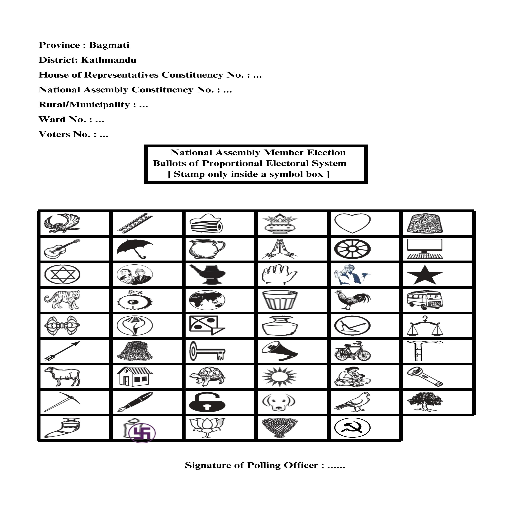 Province : Bagmati
District: Kathmandu
House of Representatives Constituency No. : ...
National Assembly Constituency No. : ...
Rural/Municipality : ...
Ward No. : ...
Voters No. : ...
National Assembly Member Election
Ballots of Proportional Electoral System
[ Stamp only inside a symbol box ]
Signature of Polling Officer : ......